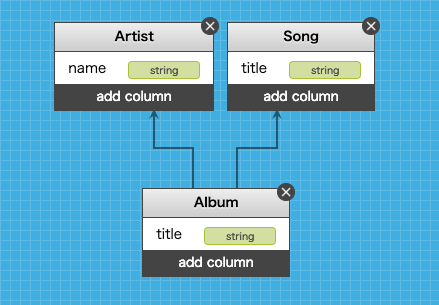 Artist
name string
add column
Song
title string
add column
Album
title string
add column